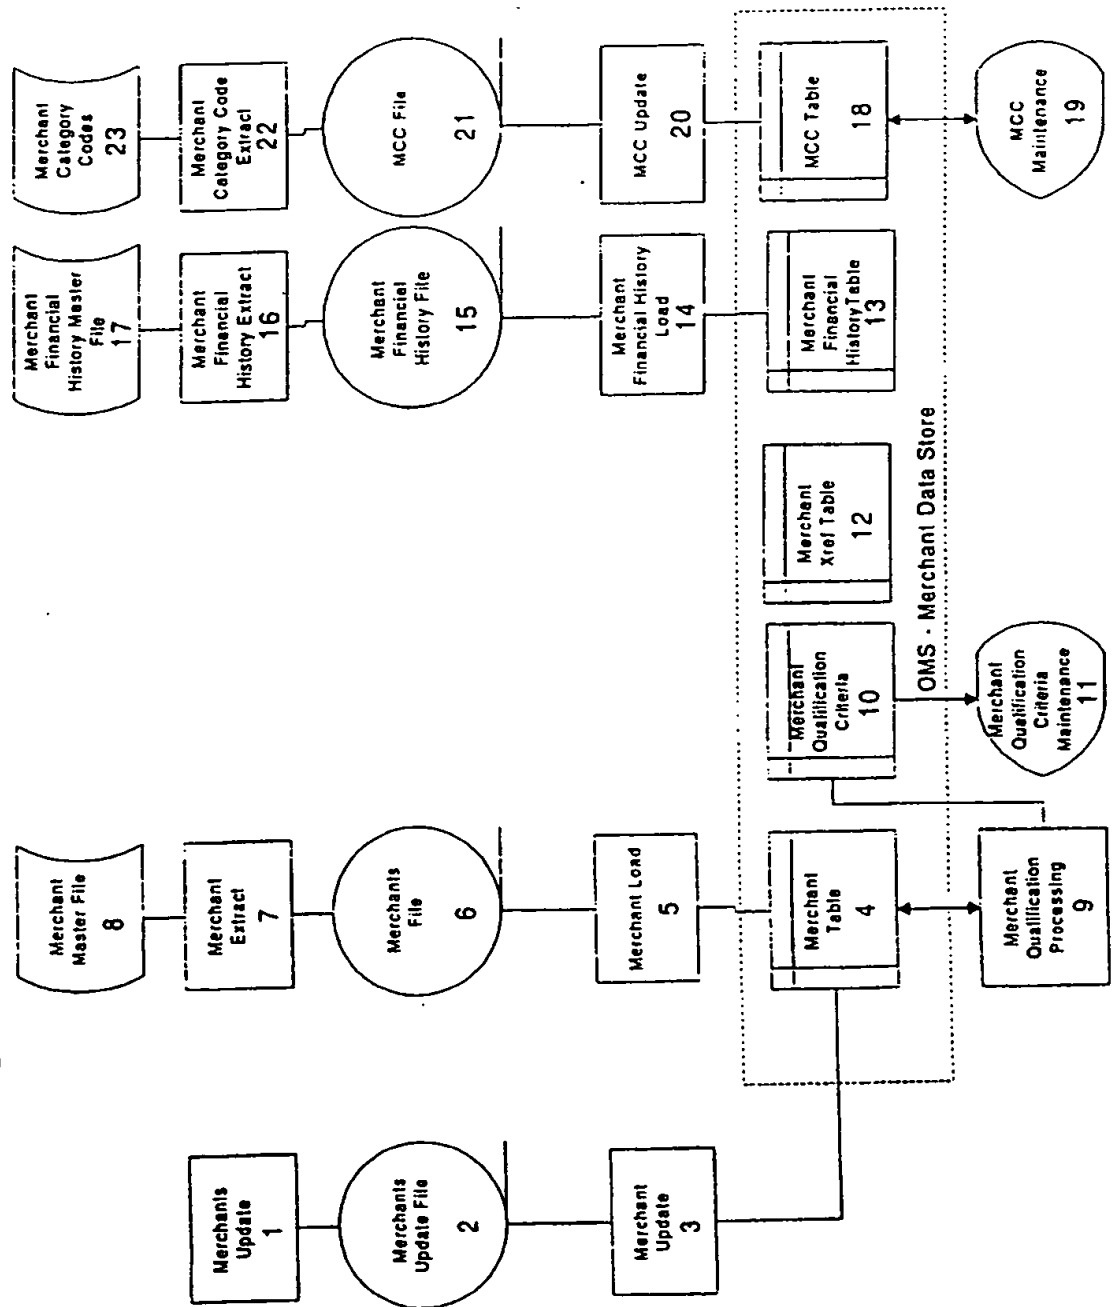 Merchants
Update
1
Merchants
Update File
2
Merchant
Update
3
Merchant
Master File
8
Merchant
Extract
7
Merchants
File
6
Merchant Load
5
Merchant
Table
4
Merchant
Qualification
Processing
9
Merchant
Qualification
Criteria
10
Merchant
Qualification
Criteria
Maintenance
11
Merchant
Xref Table
12
OMS - Merchant Data Store
Merchant
Financial
History Master
File
17
Merchant
Financial
History Extract
16
Merchant
Financial
History File
15
Merchant
Financial History
Load
14
Merchant
Financial
History Table
13
Merchant
Category
Codes
23
Merchant
Category Code
Extract
22
MCC File
21
MCC Update
20
MCC Table
18
MCC
Maintenance
19